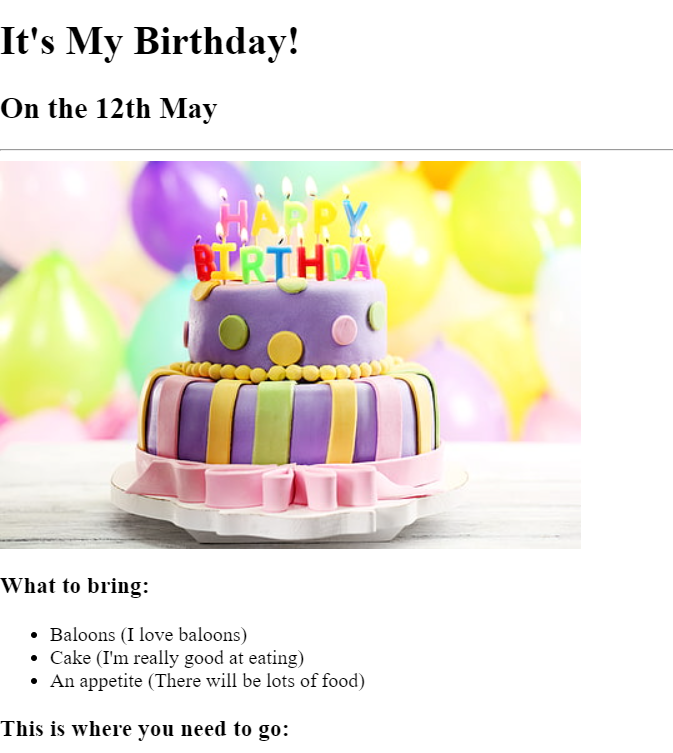 It's My Birthday!
On the 12th May
HAPPY
BIRTHDAY
What to bring:
Baloons (I love baloons)
Cake (I'm really good at eating)
An appetite (There will be lots of food)
This is where you need to go: